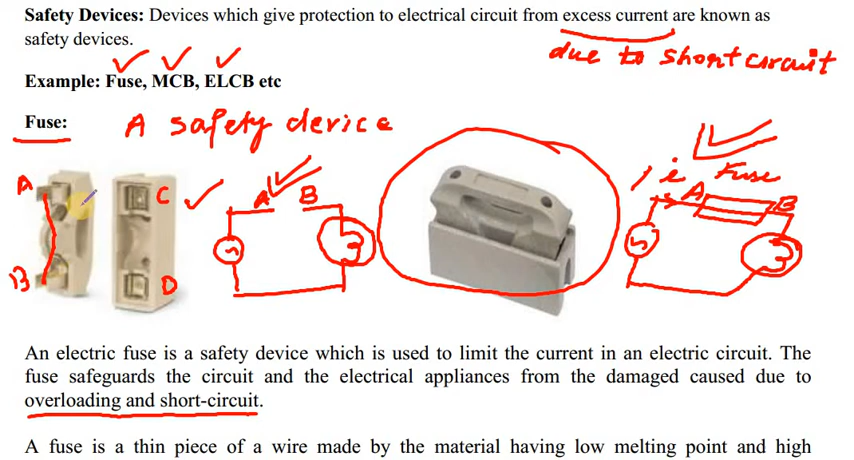 Safety Devices: Devices which give protection to electrical circuit from excess current are known as
safety devices.
due to short circuit
Example: Fuse, MCB, ELCB etc
Fuse:
A safety device
A
B
C
D
A B
i
Fuse
A
B
An electric fuse is a safety device which is used to limit the current in an electric circuit. The
fuse safeguards the circuit and the electrical appliances from the damaged caused due to
overloading and short-circuit.
A fuse is a thin piece of a wire made by the material having low melting point and high